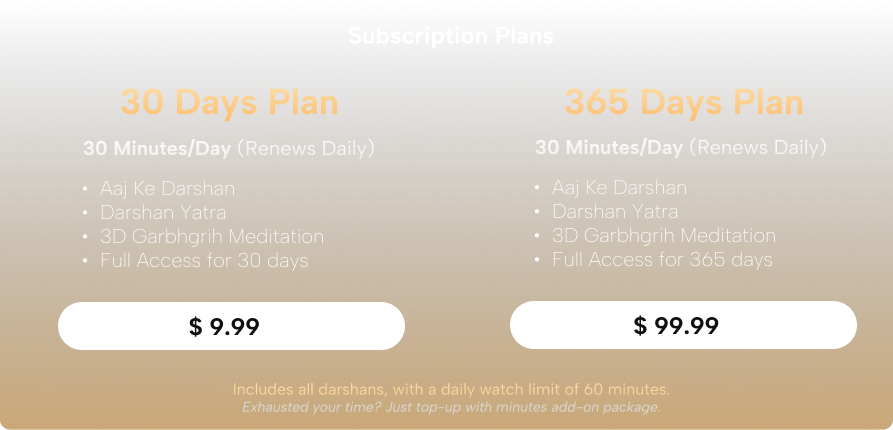 Subscription Plans
30 Days Plan
30 Minutes/Day (Renews Daily)
• Aaj Ke Darshan
• Darshan Yatra
• 3D Garbhgrih Meditation
• Full Access for 30 days
$ 9.99
365 Days Plan
30 Minutes/Day (Renews Daily)
• Aaj Ke Darshan
• Darshan Yatra
• 3D Garbhgrih Meditation
• Full Access for 365 days
$ 99.99
Includes all darshans, with a daily watch limit of 60 minutes.
Exhausted your time? Just top-up with minutes add-on package.